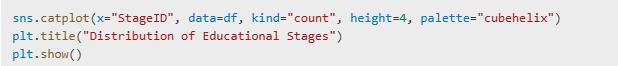 sns.catplot(x="StageID", data=df, kind="count", height=4, palette="cubehelix")
plt.title("Distribution of Educational Stages")
plt.show()